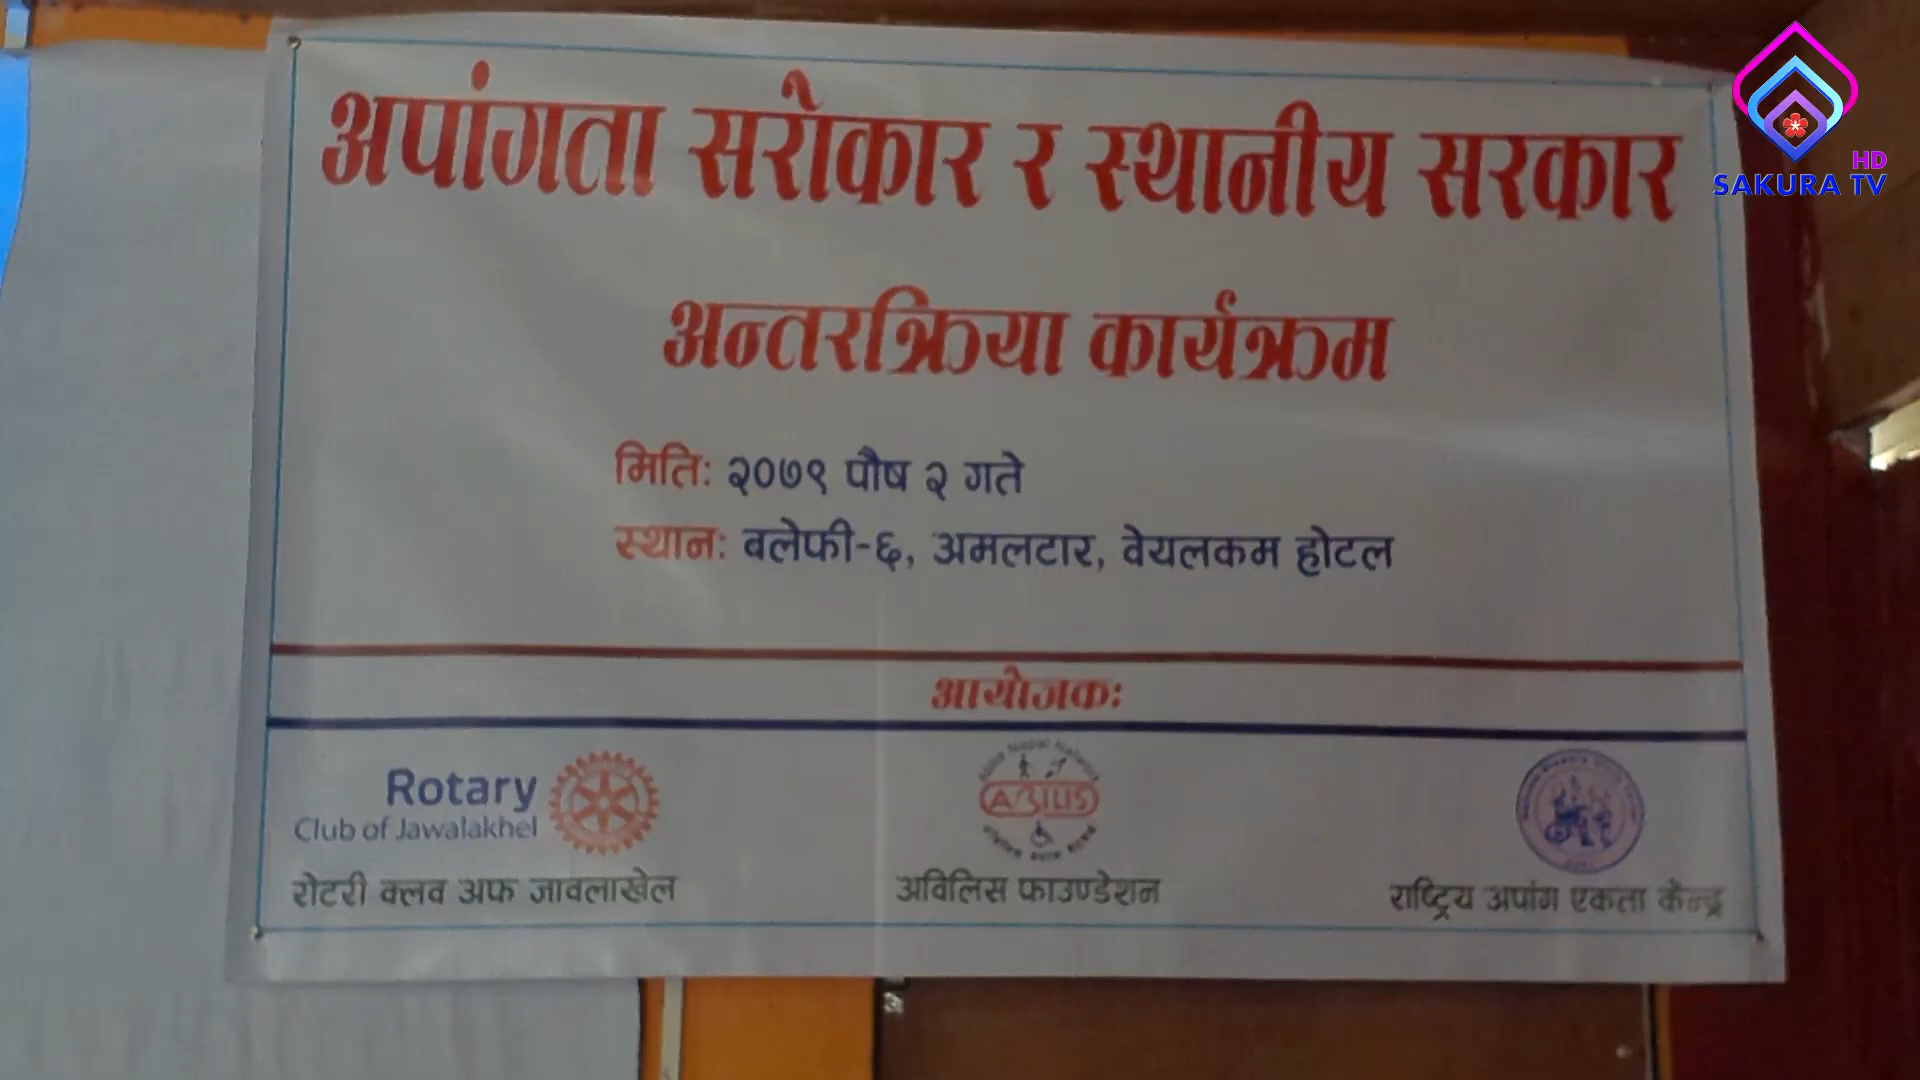 अपांगता सरोकार र स्थानीय सरकार
अन्तरक्रिया कार्यक्रम
मितिः २०७९ पौष २ गते
स्थानः बलेफी-६, अमलटार, वेयलकम होटल
आयोजकः
Rotary
Club of Jawalakhel
ABILIS
रोटरी क्लव अफ जावलाखेल
अविलिस फाउण्डेशन
राष्ट्रिय अपांग एकता केन्द्र
HD
SAKURA TV